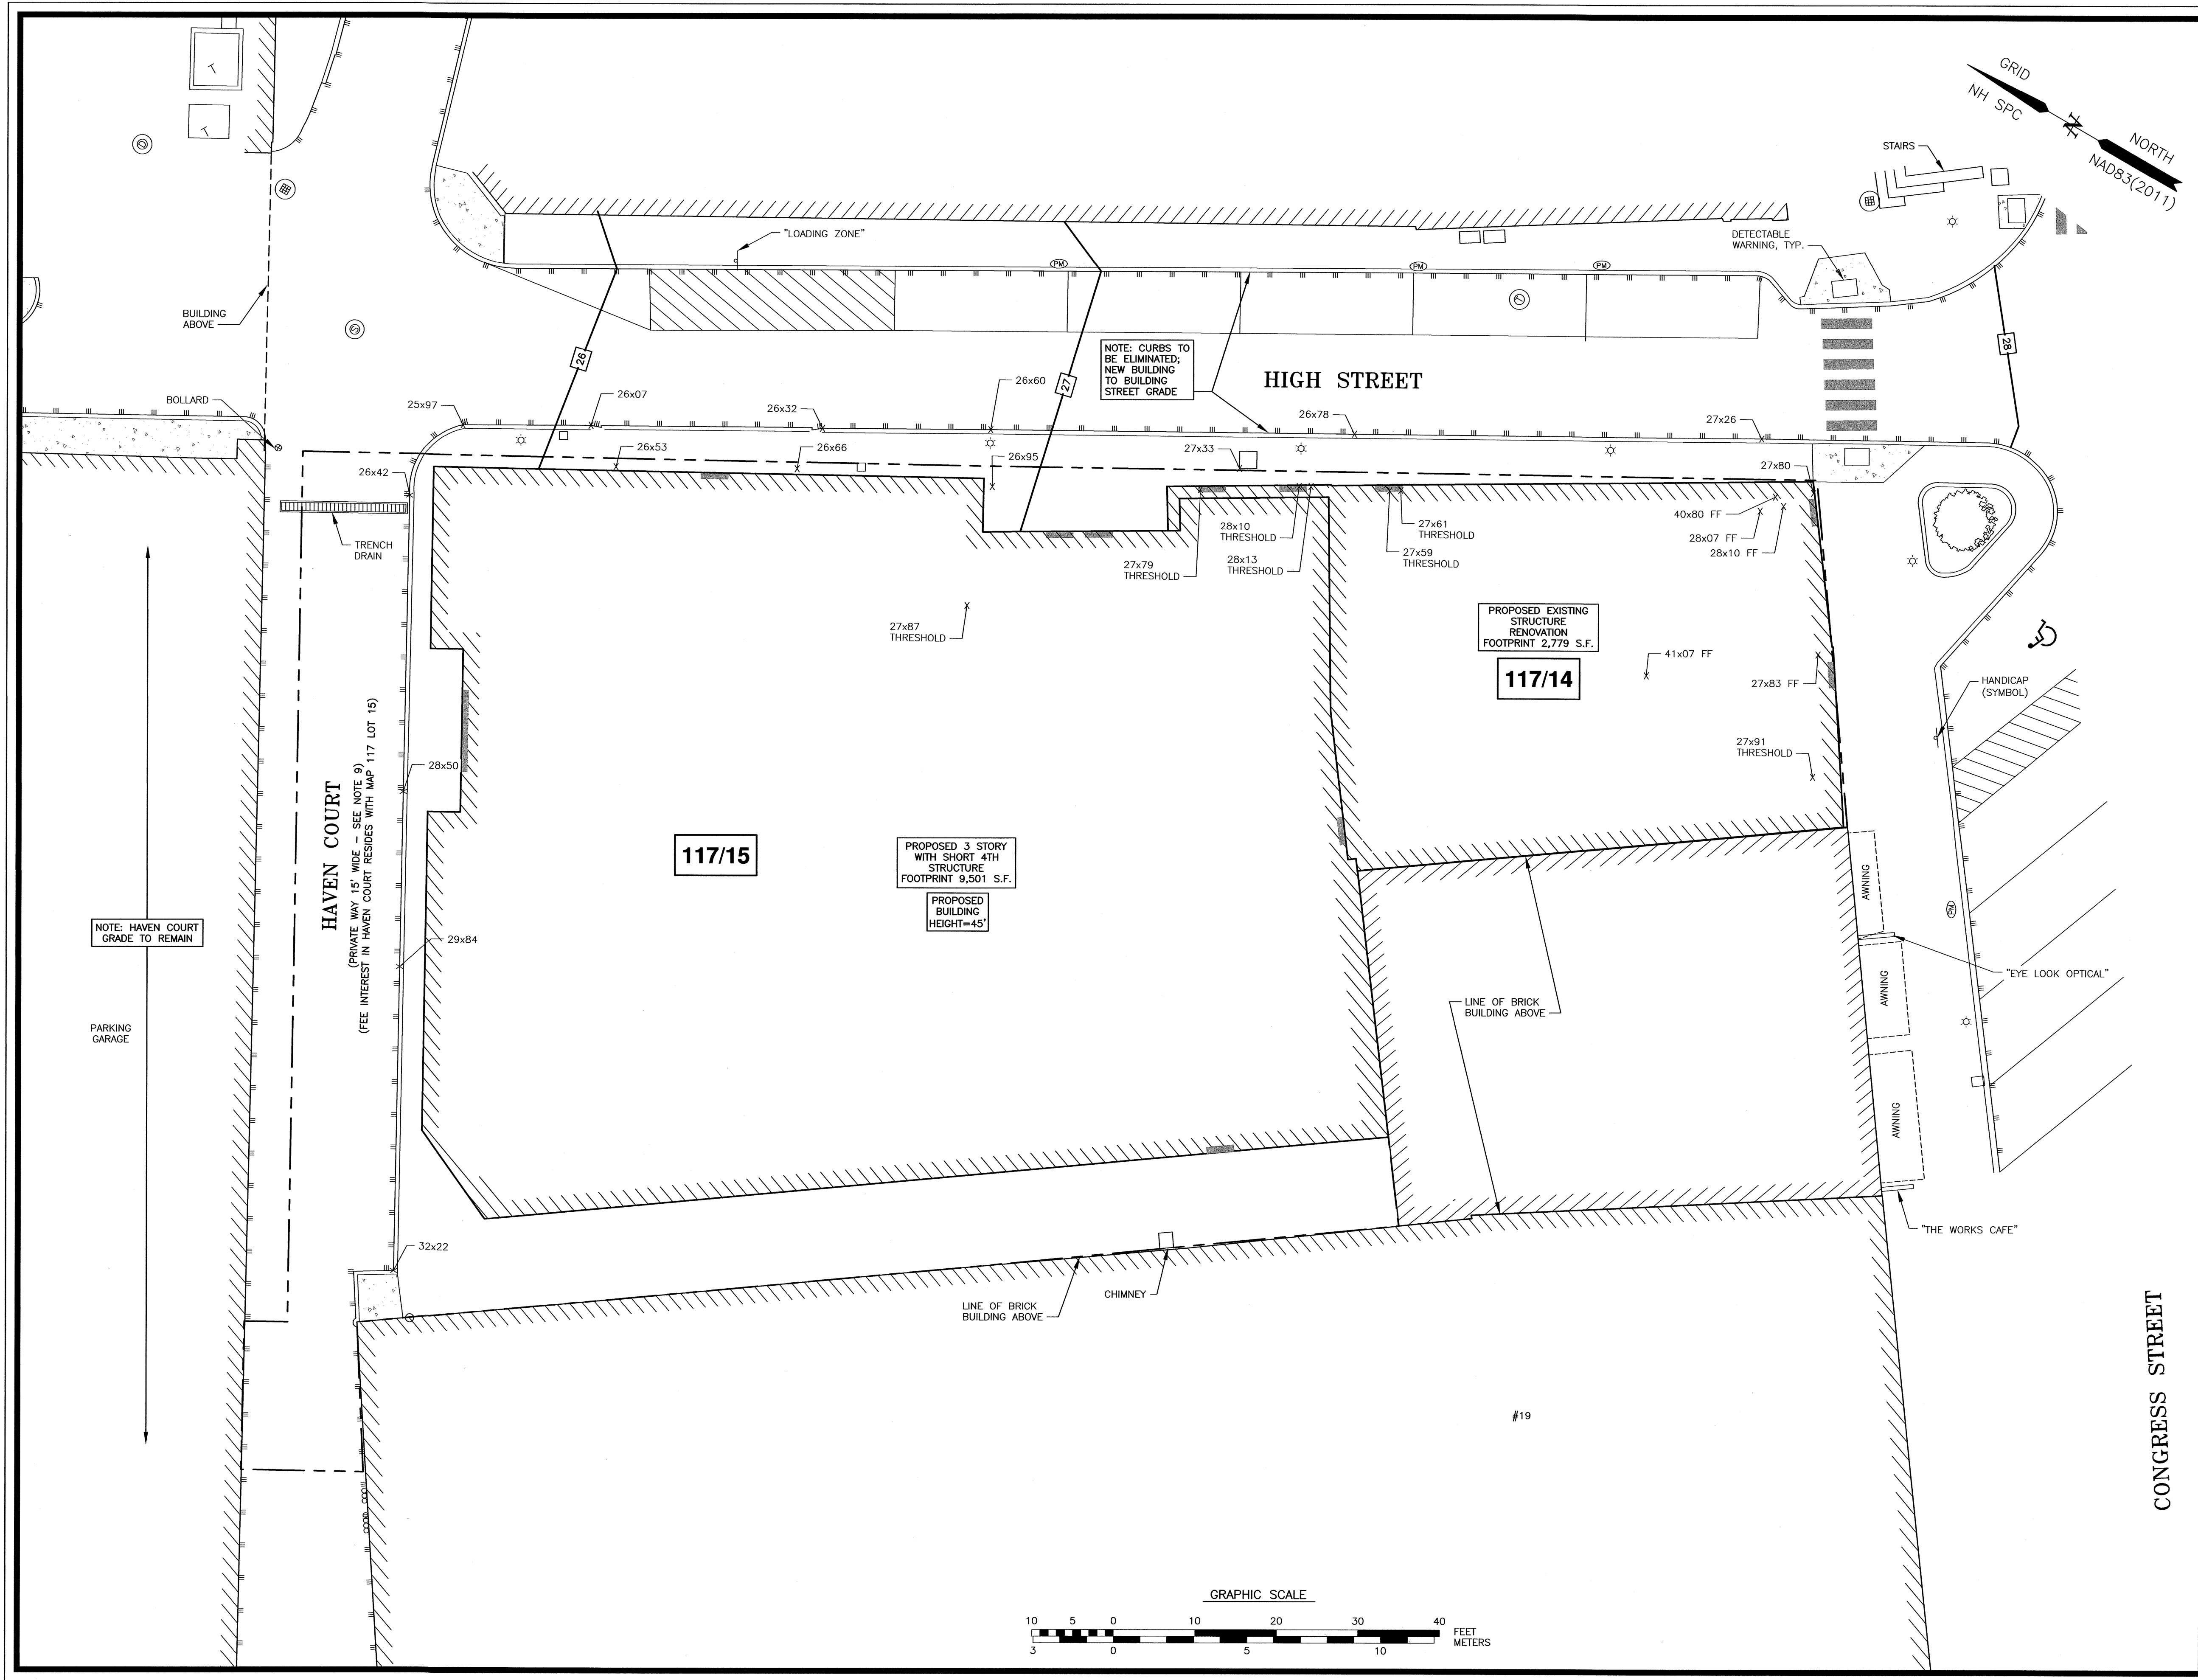 GRID
NH SPC
N
NORTH
NAD83(2011)
T
T
D
STAIRS
"LOADING ZONE"
DETECTABLE
WARNING, TYP.
PM
PM
PM
T
BUILDING
ABOVE
S
26
27
28
NOTE: CURBS TO
BE ELIMINATED;
NEW BUILDING
TO BUILDING
STREET GRADE
HIGH STREET
BOLLARD
25x97
26x07
26x32
26x60
26x78
27x26
26x42
26x53
26x66
26x95
27x33
27x80
TRENCH
DRAIN
27x79
THRESHOLD
28x10
THRESHOLD
28x13
THRESHOLD
27x61
THRESHOLD
27x59
THRESHOLD
40x80 FF
28x07 FF
28x10 FF
27x87
THRESHOLD
PROPOSED EXISTING
STRUCTURE
RENOVATION
FOOTPRINT 2,779 S.F.
117/14
41x07 FF
27x83 FF
27x91
THRESHOLD
HANDICAP
(SYMBOL)
HAVEN COURT
(PRIVATE WAY 15' WIDE - SEE NOTE 9)
(FEE INTEREST IN HAVEN COURT RESIDES WITH MAP 117 LOT 15)
28x50
117/15
PROPOSED 3 STORY
WITH SHORT 4TH
STRUCTURE
FOOTPRINT 9,501 S.F.
PROPOSED
BUILDING
HEIGHT=45'
NOTE: HAVEN COURT
GRADE TO REMAIN
29x84
PARKING
GARAGE
AWNING
AWNING
AWNING
PM
"EYE LOOK OPTICAL"
LINE OF BRICK
BUILDING ABOVE
"THE WORKS CAFE"
32x22
CHIMNEY
LINE OF BRICK
BUILDING ABOVE
#19
CONGRESS STREET
GRAPHIC SCALE
10 5 0 10 20 30 40
FEET
METERS
3 0 5 10